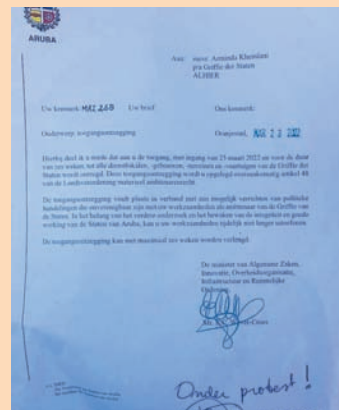 ARUBA
Aan: mevr. Armindo Khemlani
p/a Griffie der Staten
ALHIER
Uw kenmerk: MRZ 268 Uw brief: Ons kenmerk:
Onderwerp: toegangsontzegging Oranjestad, MAR 23 2022
Hierbij deel ik u mede dat aan u de toegang, met ingang van 23 maart 2022 en voor de duur
van zes weken, tot alle dienstlokalen, -gebouwen, -terreinen en -vaartuigen van de Griffie der
Staten wordt ontzegd. Deze toegangsontzegging wordt u opgelegd overeenkomstig artikel 48
van de Landsverordening materieel ambtenarenrecht.
De toegangsontzegging vindt plaats in verband met een mogelijk verrichten van politieke
handelingen die onverenigbaar zijn met uw werkzaamheden als ambtenaar van de Griffie van
de Staten. In het belang van het verdere onderzoek en het bewaken van de integriteit en goede
werking van de Staten van Aruba, kan u uw werkzaamheden tijdelijk niet langer uitoefenen.
De toegangsontzegging kan met maximaal zes weken worden verlengd.
De minister van Algemene Zaken,
Innovatie, Overheidsorganisatie,
Infrastructuur en Ruimtelijke
Ordening,
Onder protest!